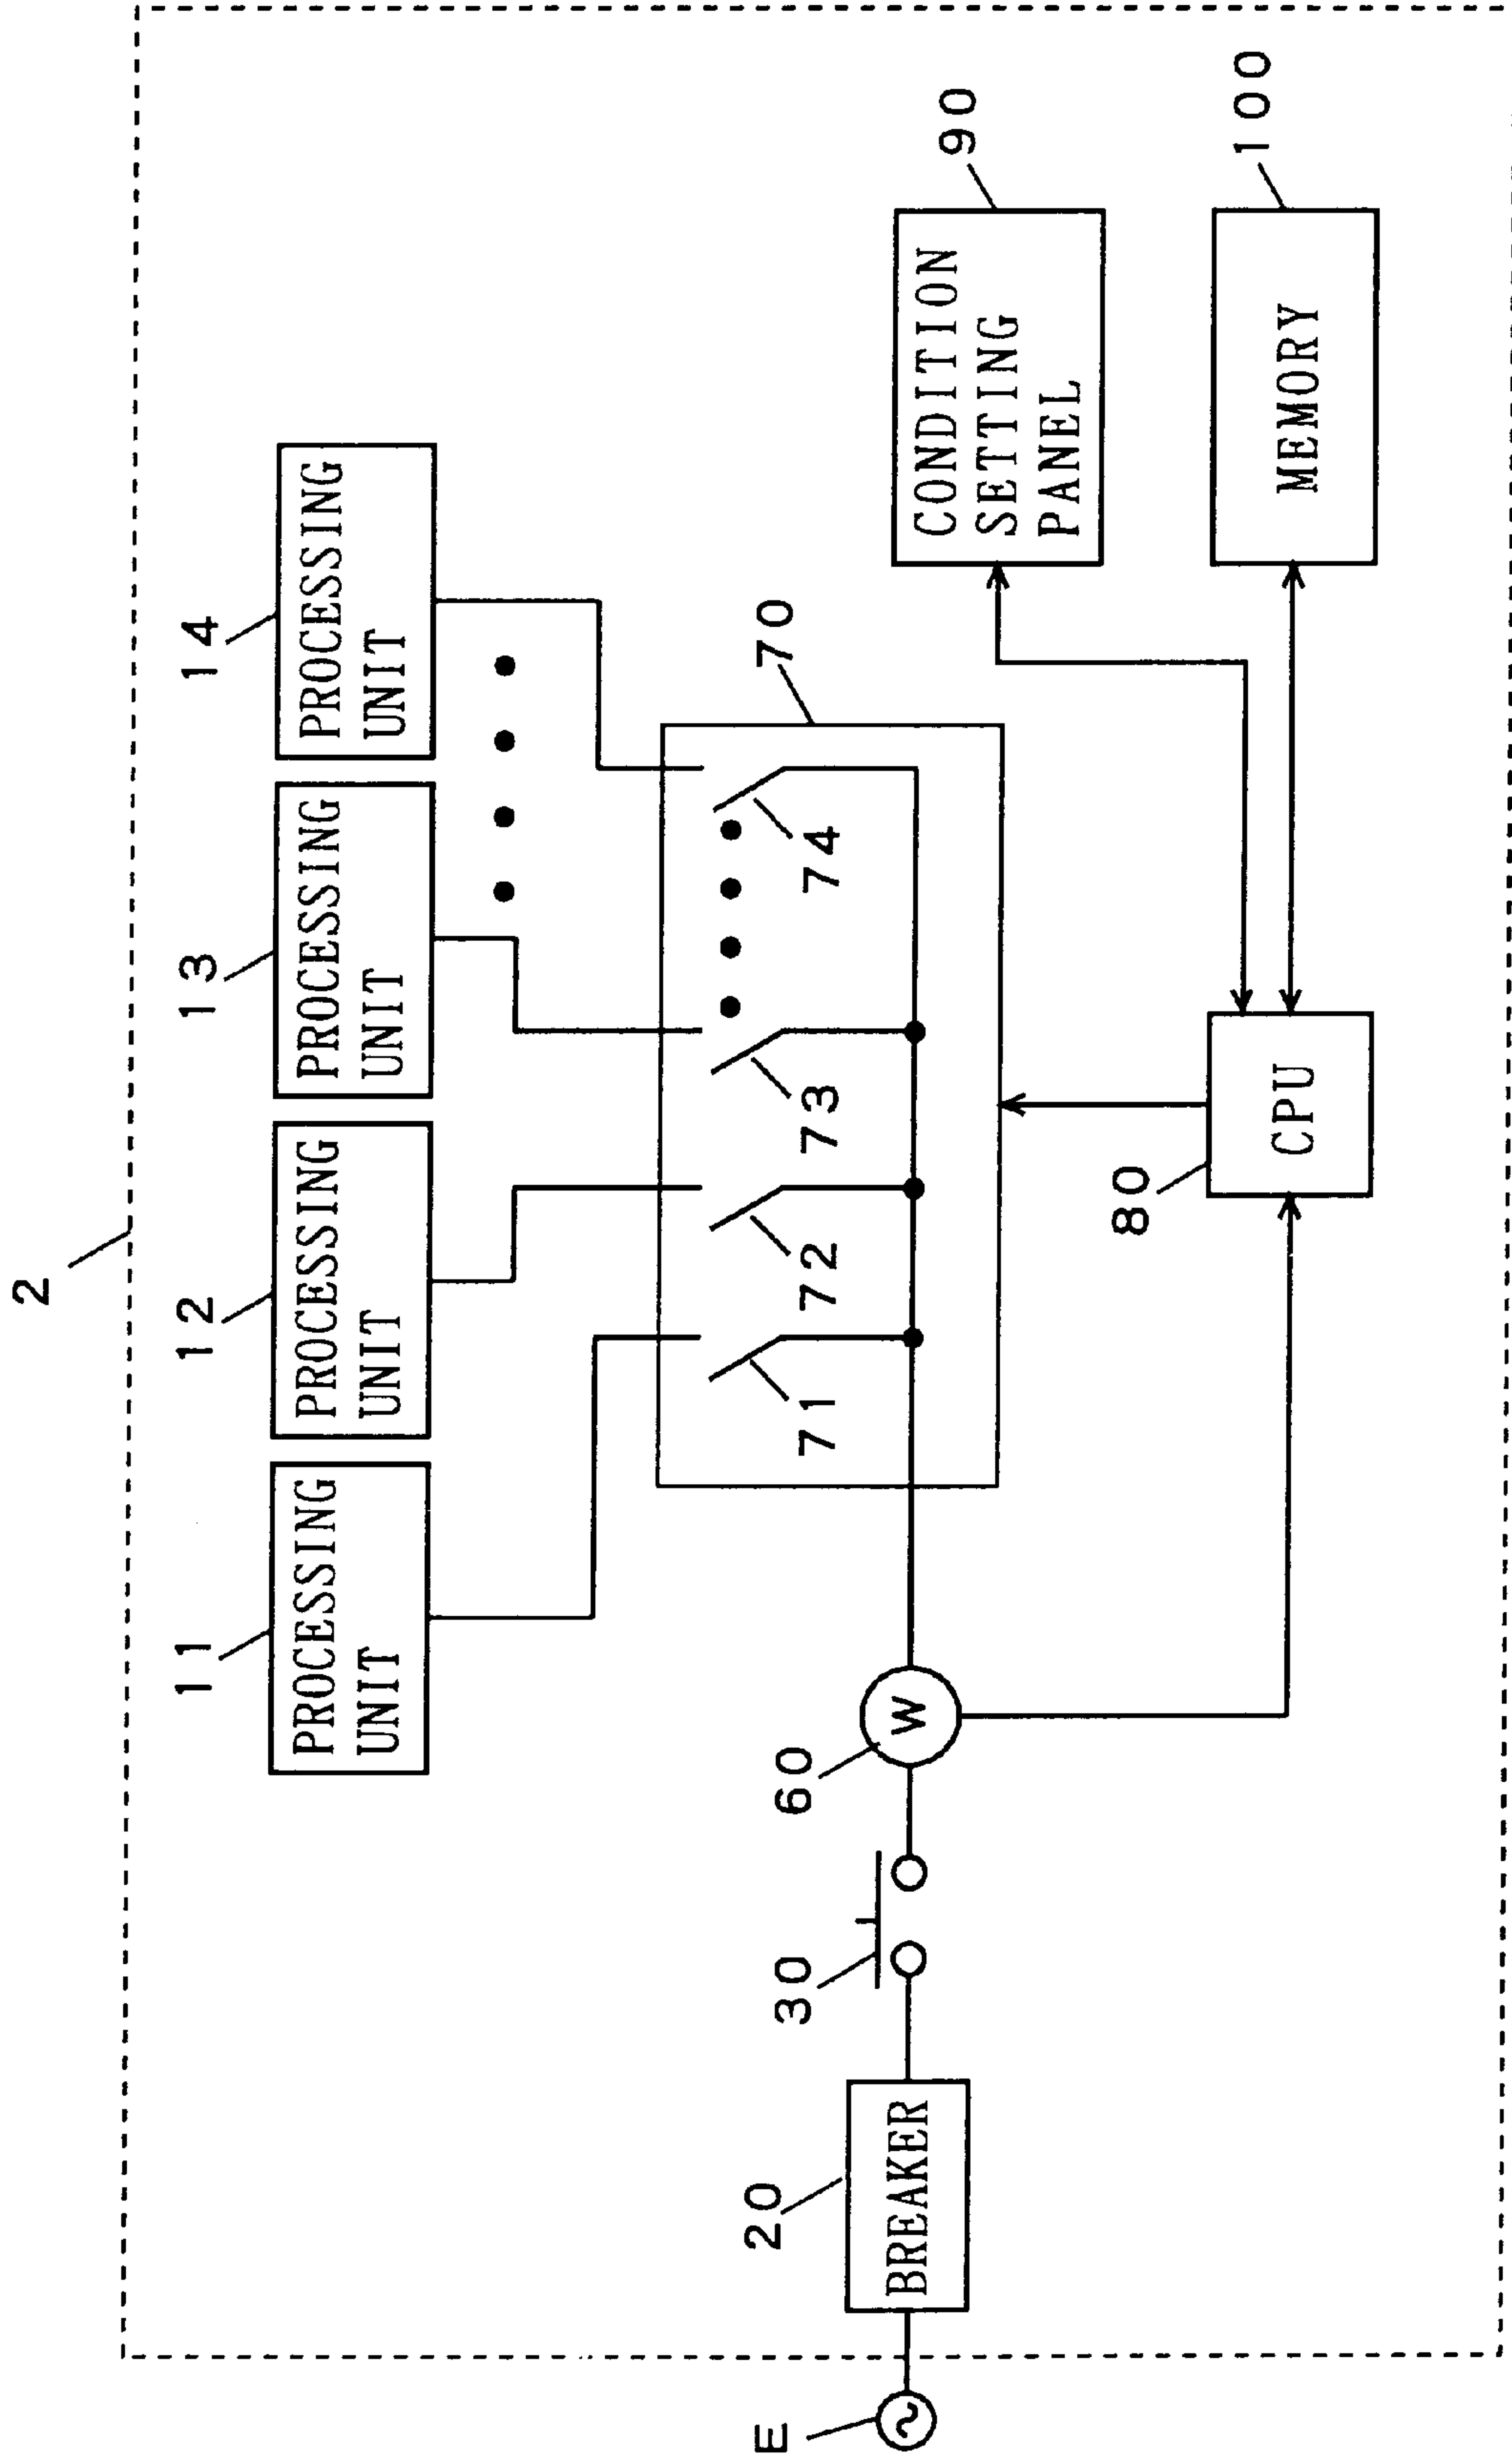 2
11
12
13
14
PROCESSING
UNIT
PROCESSING
UNIT
PROCESSING
UNIT
PROCESSING
UNIT
70
71
72
73
74
90
CONDITION
SETTING
PANEL
E
20
BREAKER
30
60
W
80
CPU
100
MEMORY